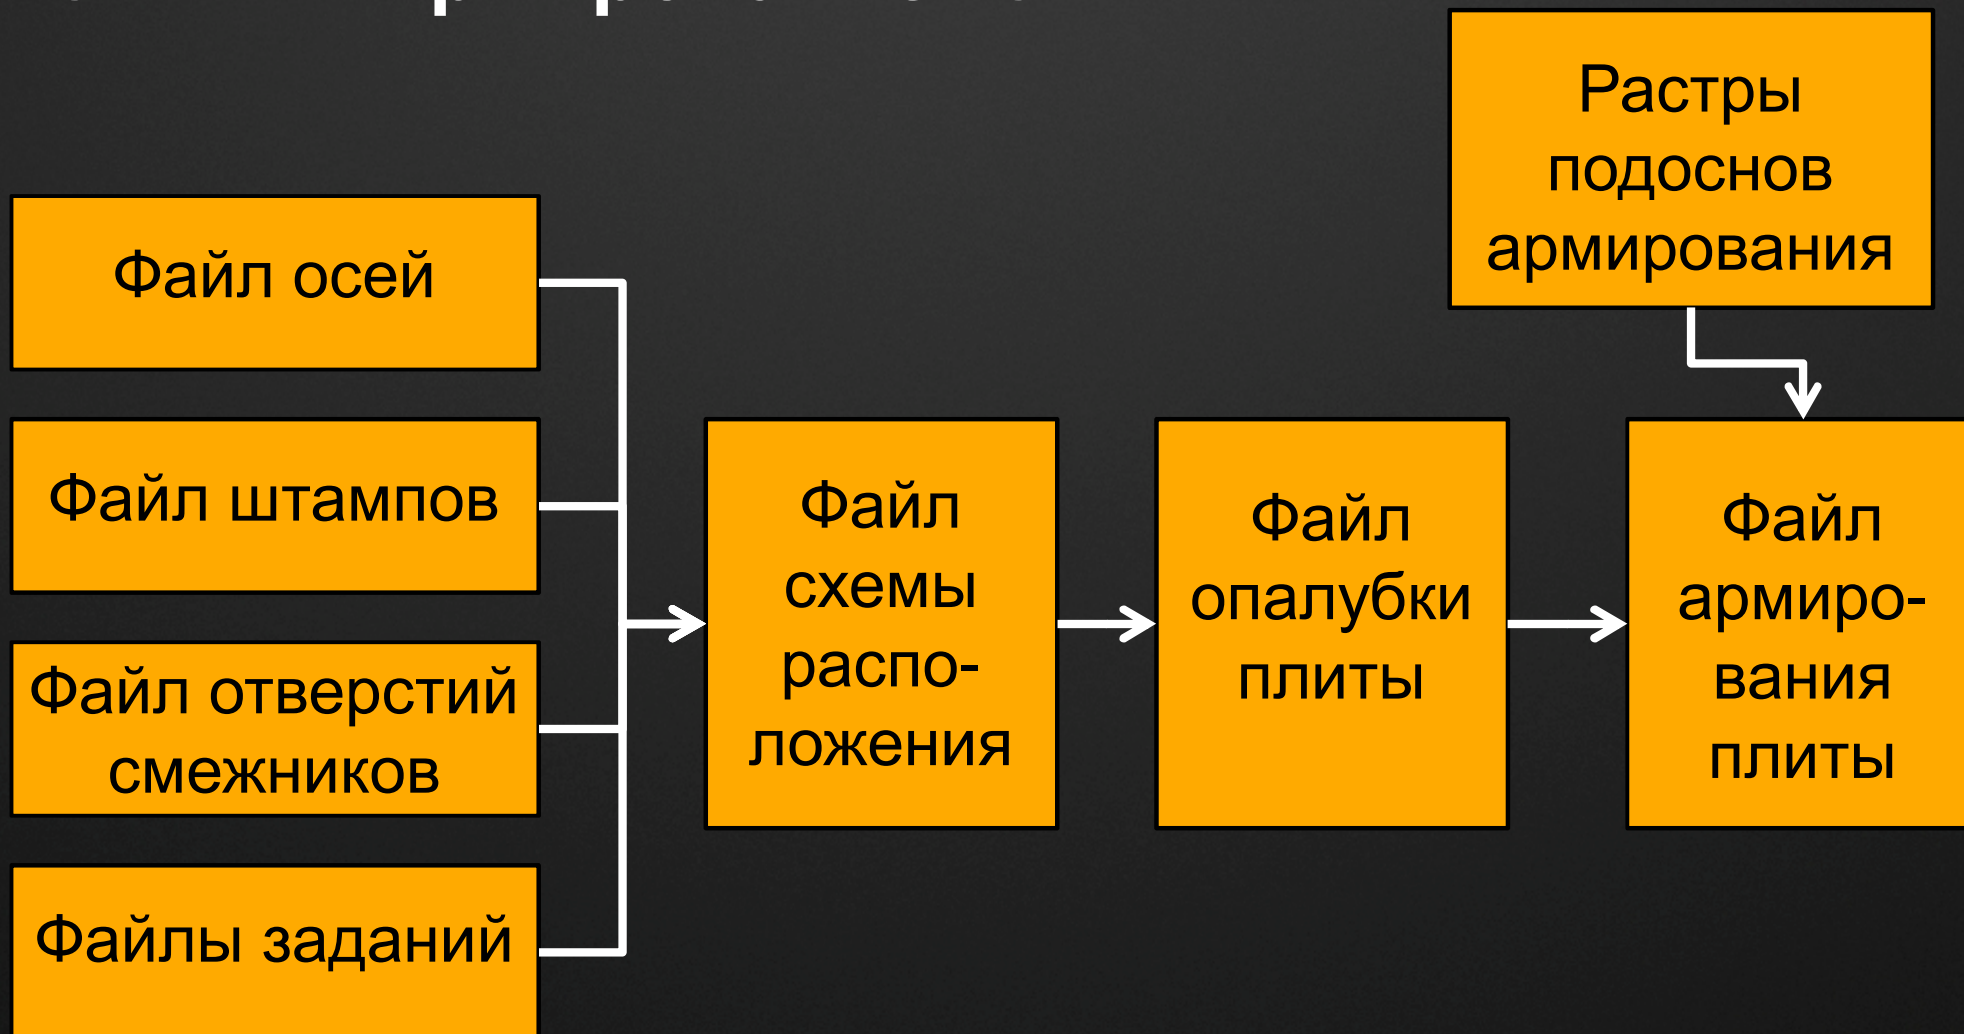 Растры
подоснов
армирования
Файл осей
Файл штампов
Файл отверстий
смежников
Файлы заданий
Файл
схемы
распо-
ложения
Файл
опалубки
плиты
Файл
армиро-
вания
плиты